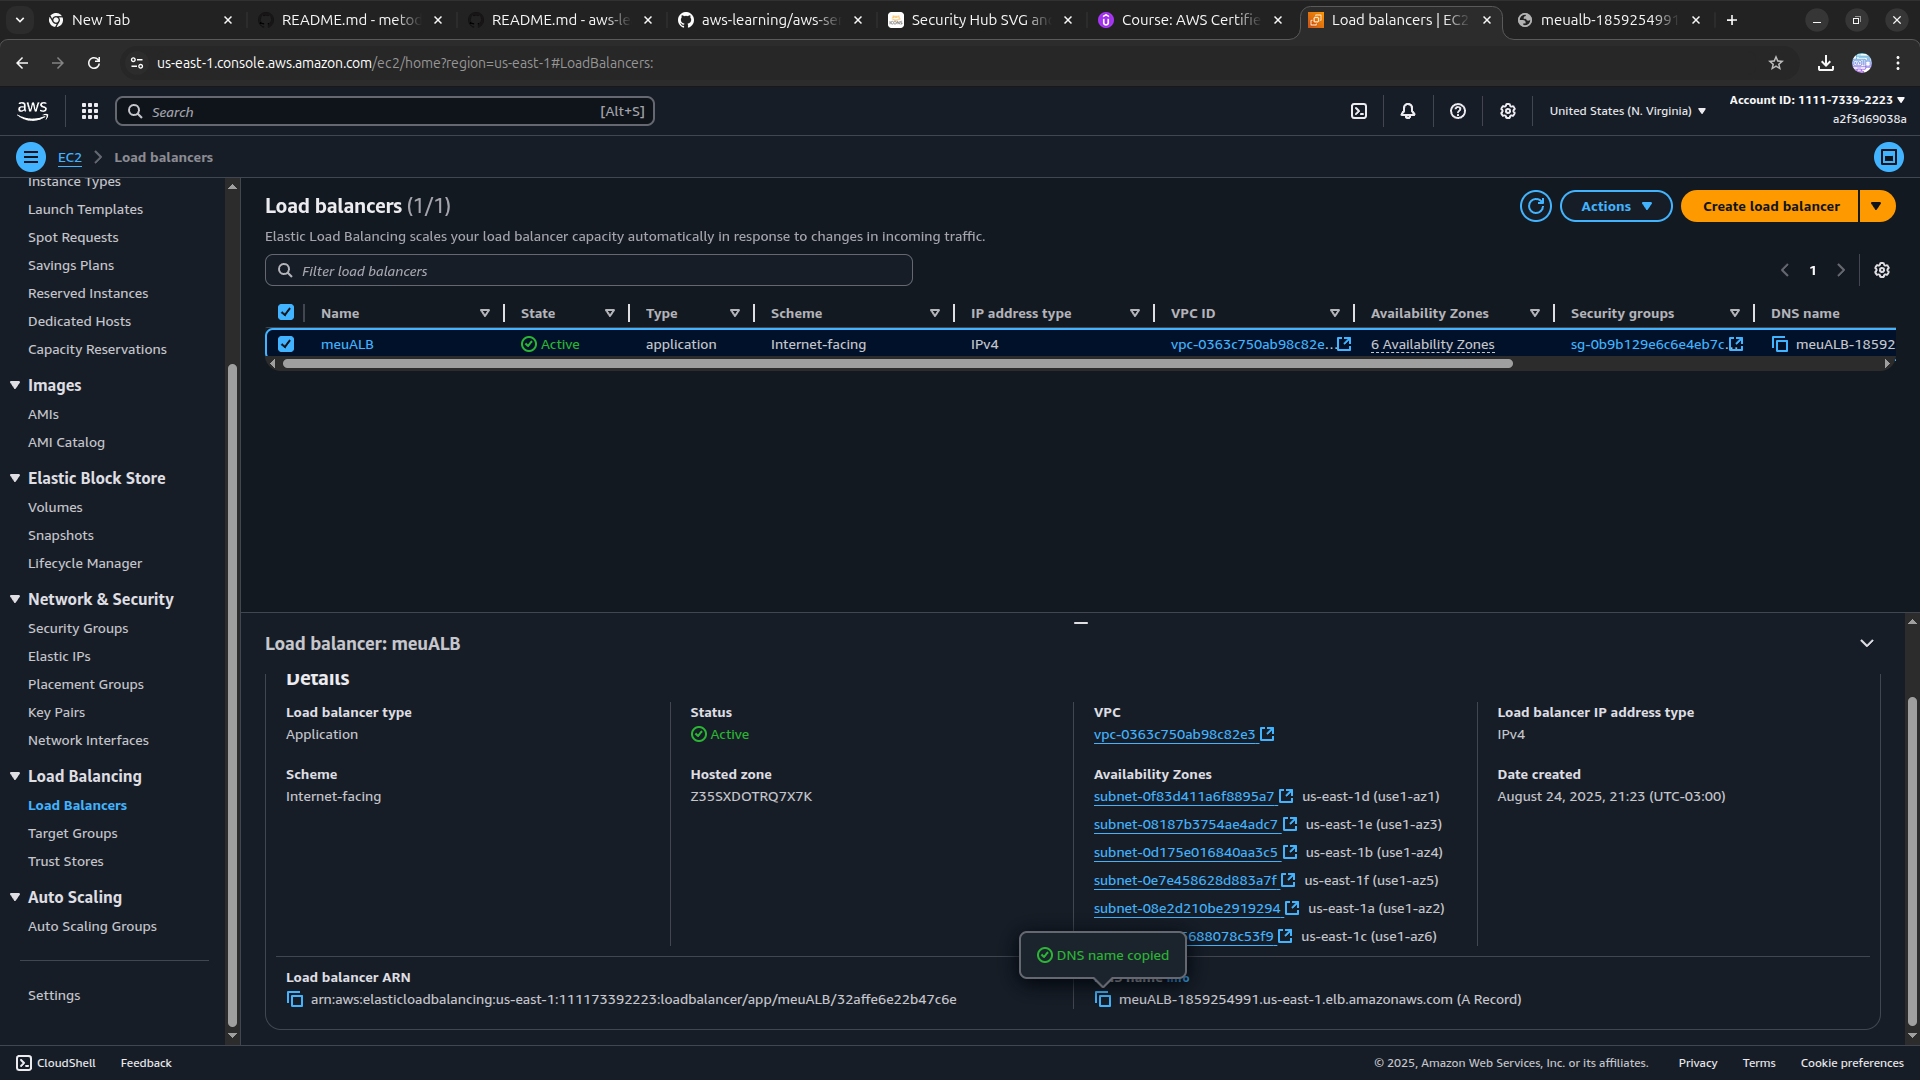 New Tab
README.md - metoc
README.md - aws-le
aws-learning/aws-se
Security Hub SVG an
Course: AWS Certifie
Load balancers | EC2
meualb-1859254991
us-east-1.console.aws.amazon.com/ec2/home?region=us-east-1#LoadBalancers:
aws
Search
[Alt+S]
United States (N. Virginia)
Account ID: 1111-7339-2223
a2f3d69038a
EC2
Load balancers
Instance Types
Launch Templates
Spot Requests
Savings Plans
Reserved Instances
Dedicated Hosts
Capacity Reservations
Images
AMIs
AMI Catalog
Elastic Block Store
Volumes
Snapshots
Lifecycle Manager
Network & Security
Security Groups
Elastic IPs
Placement Groups
Key Pairs
Network Interfaces
Load Balancing
Load Balancers
Target Groups
Trust Stores
Auto Scaling
Auto Scaling Groups
Settings
Load balancers (1/1)
Actions
Create load balancer
Elastic Load Balancing scales your load balancer capacity automatically in response to changes in incoming traffic.
Filter load balancers
1
Name State Type Scheme IP address type VPC ID Availability Zones Security groups DNS name
meuALB Active application Internet-facing IPv4 vpc-0363c750ab98c82e... 6 Availability Zones sg-0b9b129e6c6e4eb7c... meuALB-18592
Load balancer: meuALB
Details
Load balancer type
Application
Status
Active
VPC
vpc-0363c750ab98c82e3
Load balancer IP address type
IPv4
Scheme
Internet-facing
Hosted zone
Z35SXDOTRQ7X7K
Availability Zones
subnet-0f83d411a6f8895a7 us-east-1d (use1-az1)
subnet-08187b3754ae4adc7 us-east-1e (use1-az3)
subnet-0d175e016840aa3c5 us-east-1b (use1-az4)
subnet-0e7e458628d883a7f us-east-1f (use1-az5)
subnet-08e2d210be2919294 us-east-1a (use1-az2)
688078c53f9 us-east-1c (use1-az6)
Date created
August 24, 2025, 21:23 (UTC-03:00)
DNS name copied
Load balancer ARN
arn:aws:elasticloadbalancing:us-east-1:111173392223:loadbalancer/app/meuALB/32affe6e22b47c6e
meuALB-1859254991.us-east-1.elb.amazonaws.com (A Record)
CloudShell
Feedback
© 2025, Amazon Web Services, Inc. or its affiliates.
Privacy
Terms
Cookie preferences